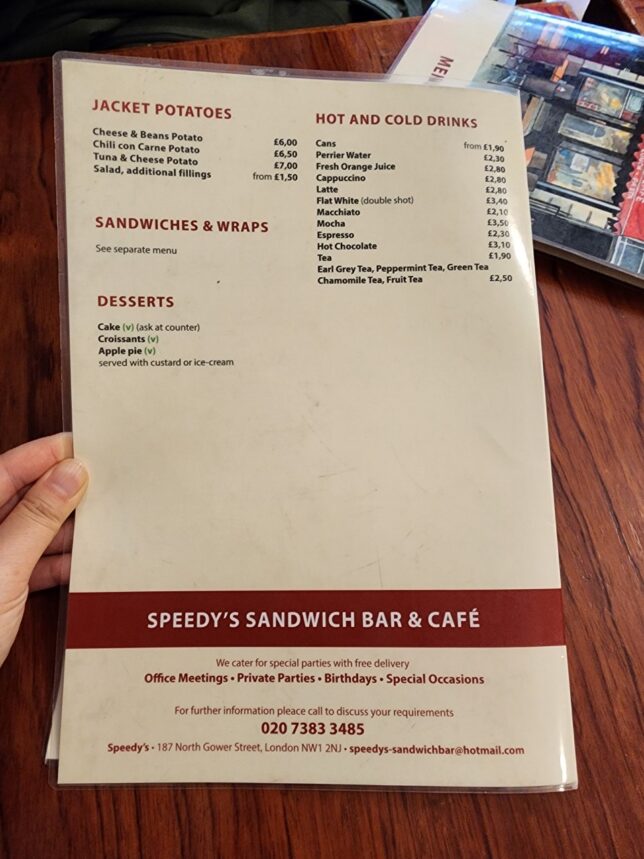 JACKET POTATOES
Cheese & Beans Potato £6,00
Chili con Carne Potato £6,50
Tuna & Cheese Potato £7,00
Salad, additional fillings from £1,50
SANDWICHES & WRAPS
See separate menu
DESSERTS
Cake (v) (ask at counter)
Croissants (v)
Apple pie (v)
served with custard or ice-cream
HOT AND COLD DRINKS
Cans from £1,90
Perrier Water £2,30
Fresh Orange Juice £2,80
Cappuccino £2,80
Latte £2,80
Flat White (double shot) £3,40
Macchiato £2,10
Mocha £3,50
Espresso £2,30
Hot Chocolate £3,10
Tea £1,90
Earl Grey Tea, Peppermint Tea, Green Tea
Chamomile Tea, Fruit Tea £2,50
SPEEDY'S SANDWICH BAR & CAFÉ
We cater for special parties with free delivery
Office Meetings • Private Parties • Birthdays • Special Occasions
For further information pleace call to discuss your requirements
020 7383 3485
Speedy's • 187 North Gower Street, London NW1 2NJ • speedys-sandwichbar@hotmail.com